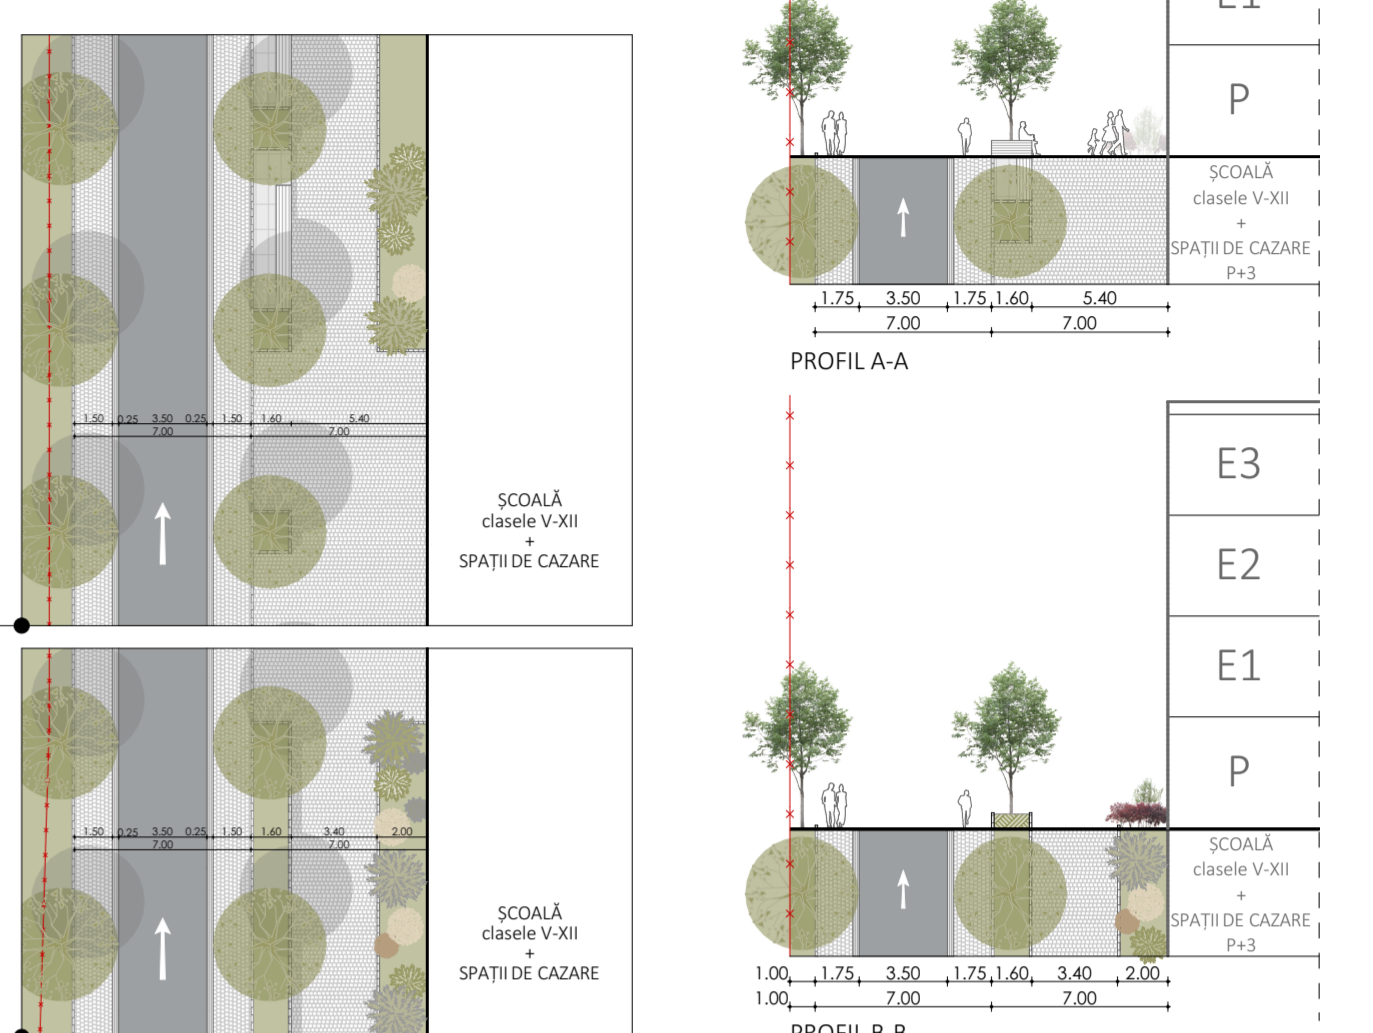 1.50 0.25 3.50 0.25 1.50 1.60 5.40
7.00 7.00
ȘCOALĂ
clasele V-XII
+
SPAȚII DE CAZARE
1.50 0.25 3.50 0.25 1.50 1.60 3.40 2.00
7.00 7.00
ȘCOALĂ
clasele V-XII
+
SPAȚII DE CAZARE
E1
P
ȘCOALĂ
clasele V-XII
+
SPAȚII DE CAZARE
P+3
1.75 3.50 1.75 1.60 5.40
7.00 7.00
PROFIL A-A
E3
E2
E1
P
ȘCOALĂ
clasele V-XII
+
SPAȚII DE CAZARE
P+3
1.00 1.75 3.50 1.75 1.60 3.40 2.00
1.00 7.00 7.00
PROFIL B-B